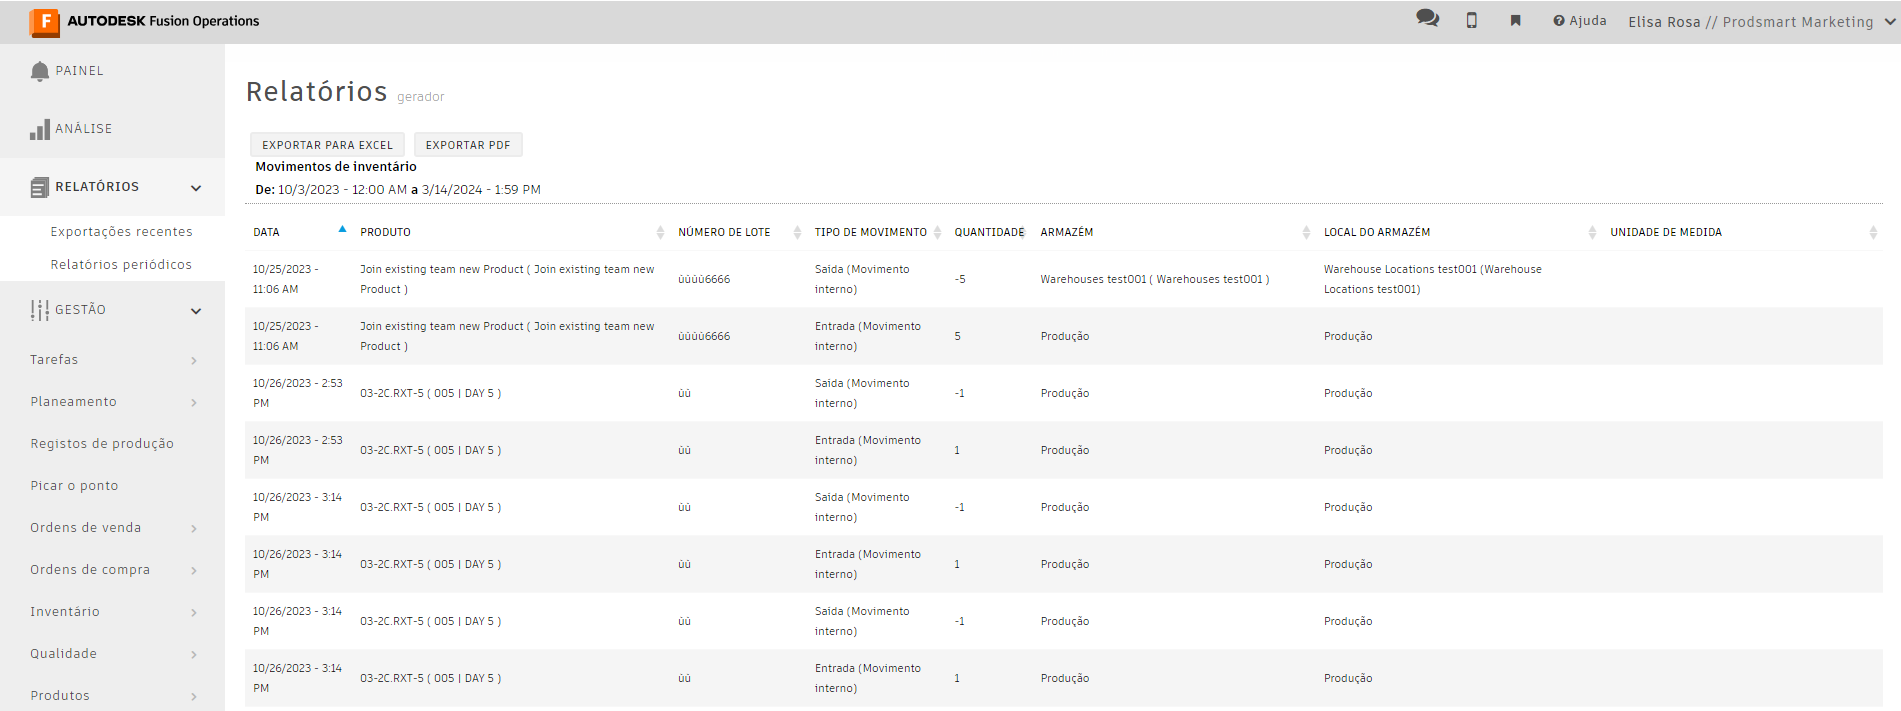 AUTODESK Fusion Operations
Ajuda
Elisa Rosa // Prodsmart Marketing
PAINEL
ANÁLISE
RELATÓRIOS
Exportações recentes
Relatórios periódicos
GESTÃO
Tarefas
Planeamento
Registos de produção
Picar o ponto
Ordens de venda
Ordens de compra
Inventário
Qualidade
Produtos
Relatórios gerador
EXPORTAR PARA EXCEL EXPORTAR PDF
Movimentos de inventário
De: 10/3/2023 - 12:00 AM a 3/14/2024 - 1:59 PM
DATA PRODUTO NÚMERO DE LOTE TIPO DE MOVIMENTO QUANTIDADE ARMAZÉM LOCAL DO ARMAZÉM UNIDADE DE MEDIDA
10/25/2023 - Join existing team new Product ( Join existing team new Saída (Movimento Warehouse Locations test001 (Warehouse
11:06 AM Product ) ùùùù6666 interno) -5 Warehouses test001 ( Warehouses test001 ) Locations test001)
10/25/2023 - Join existing team new Product ( Join existing team new Entrada (Movimento
11:06 AM Product ) ùùùù6666 interno) 5 Produção Produção
10/26/2023 - 2:53 Saída (Movimento
PM 03-2C.RXT-5 ( 005 | DAY 5 ) ùù interno) -1 Produção Produção
10/26/2023 - 2:53 Entrada (Movimento
PM 03-2C.RXT-5 ( 005 | DAY 5 ) ùù interno) 1 Produção Produção
10/26/2023 - 3:14 Saída (Movimento
PM 03-2C.RXT-5 ( 005 | DAY 5 ) ùù interno) -1 Produção Produção
10/26/2023 - 3:14 Entrada (Movimento
PM 03-2C.RXT-5 ( 005 | DAY 5 ) ùù interno) 1 Produção Produção
10/26/2023 - 3:14 Saída (Movimento
PM 03-2C.RXT-5 ( 005 | DAY 5 ) ùù interno) -1 Produção Produção
10/26/2023 - 3:14 Entrada (Movimento
PM 03-2C.RXT-5 ( 005 | DAY 5 ) ùù interno) 1 Produção Produção